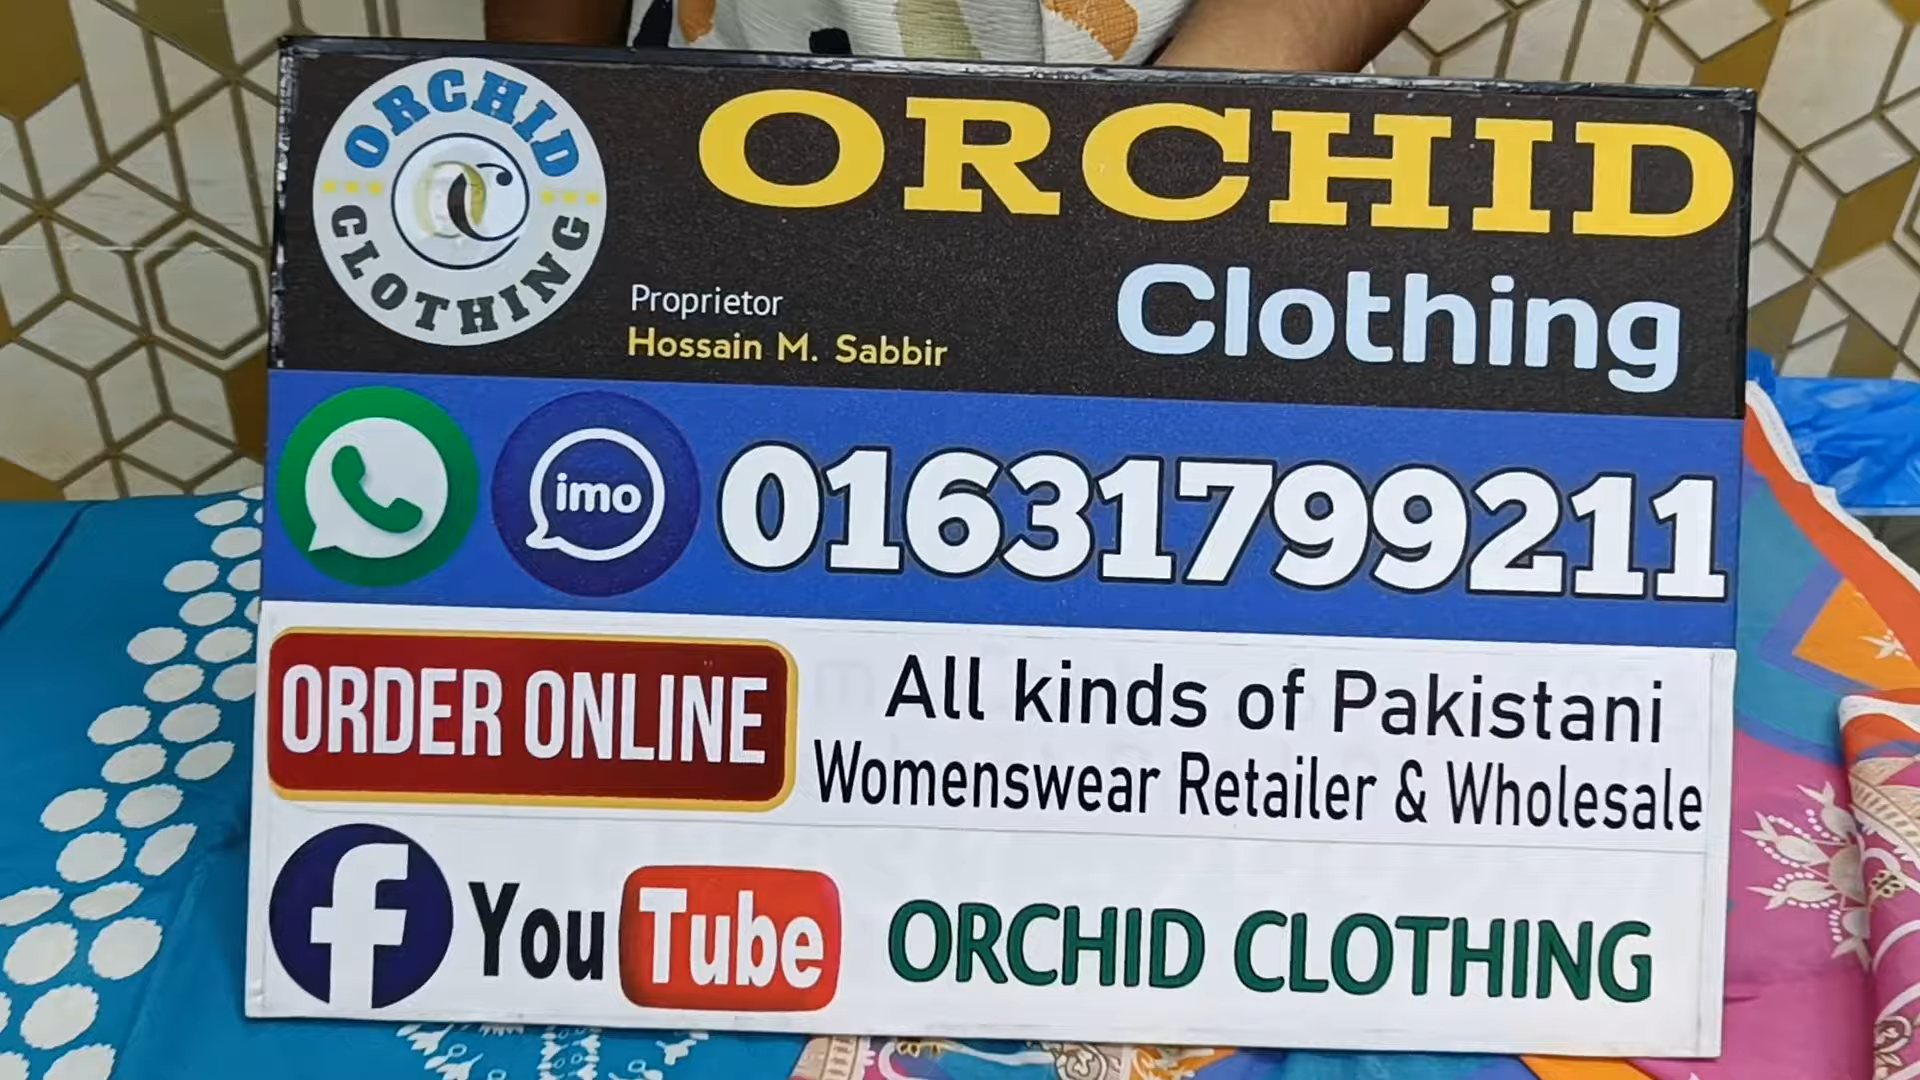 ORCHID CLOTHING
ORCHID
Clothing
Proprietor
Hossain M. Sabbir
imo
01631799211
ORDER ONLINE
All kinds of Pakistani
Womenswear Retailer & Wholesale
f YouTube ORCHID CLOTHING